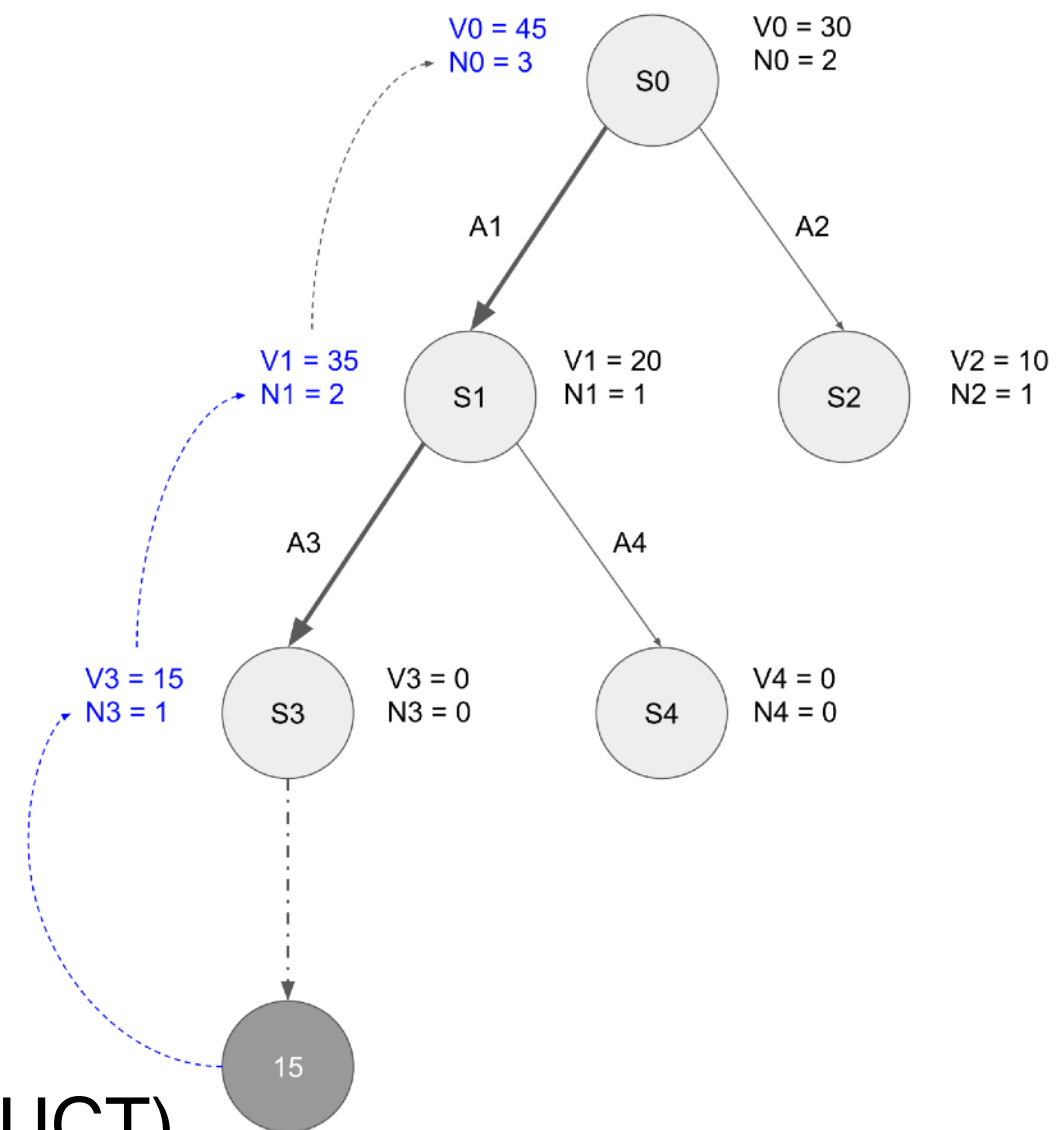 V0 = 45
N0 = 3
S0
V0 = 30
N0 = 2
A1
A2
V1 = 35
N1 = 2
S1
V1 = 20
N1 = 1
S2
V2 = 10
N2 = 1
A3
A4
V3 = 15
N3 = 1
S3
V3 = 0
N3 = 0
S4
V4 = 0
N4 = 0
15
UCT)